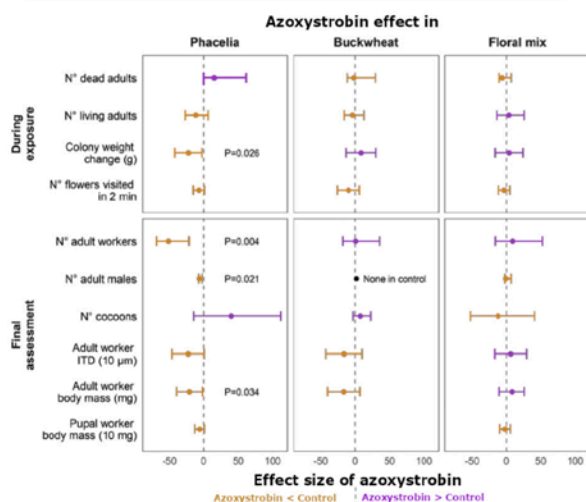 Azoxystrobin effect in
Phacelia Buckwheat Floral mix
During exposure
N° dead adults
N° living adults
Colony weight change (g) P=0.026
N° flowers visited in 2 min
Final assessment
N° adult workers P=0.004
N° adult males P=0.021 None in control
N° cocoons
Adult worker ITD (10 µm)
Adult worker body mass (mg) P=0.034
Pupal worker body mass (10 mg)
-50 0 50 100 -50 0 50 100 -50 0 50 100
Effect size of azoxystrobin
Azoxystrobin < Control Azoxystrobin > Control